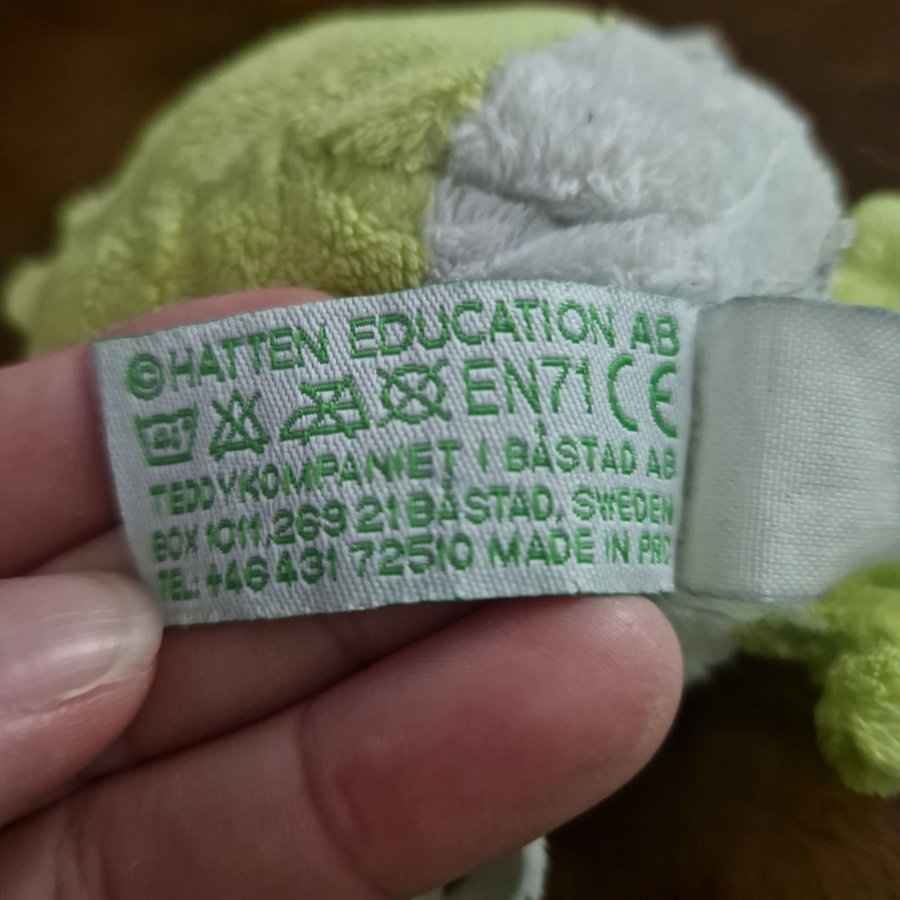 ©HATTEN EDUCATION AB
EN71 CE
TEDDYKOMPANIET I BÅSTAD AB
BOX 1011,269 21 BÅSTAD, SWEDEN
TEL: +46 431 72510 MADE IN PRC